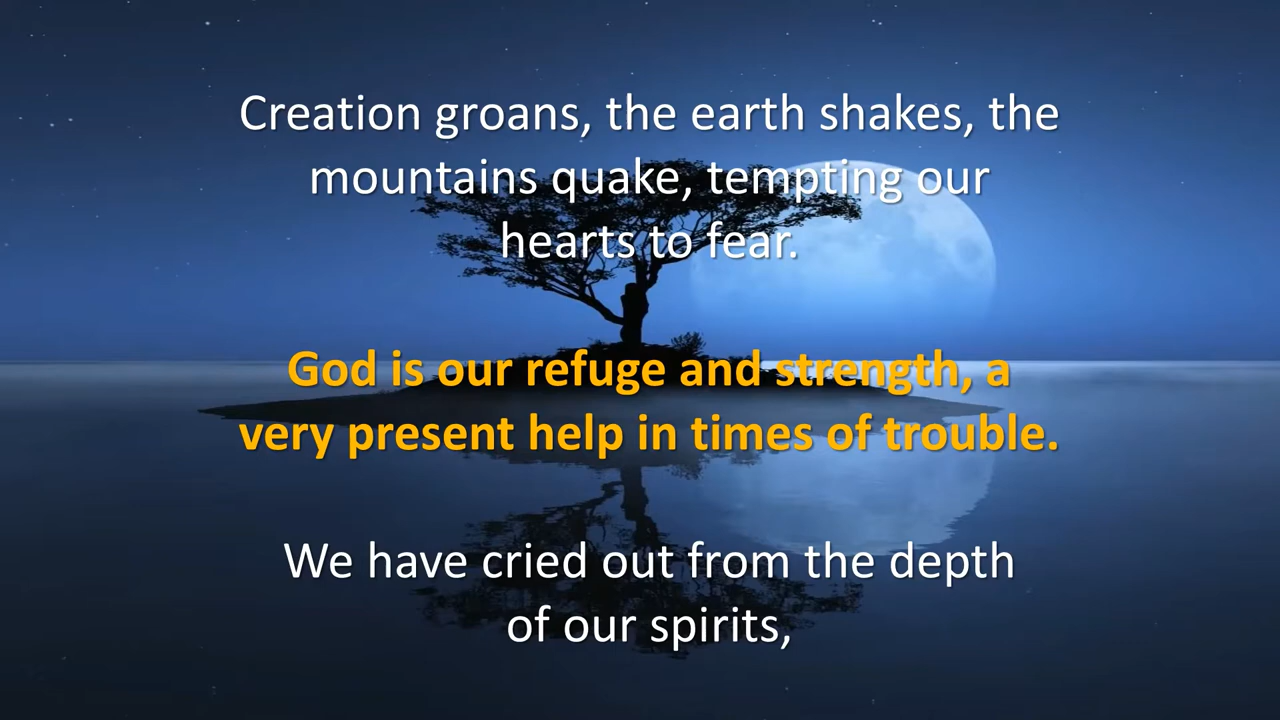 Creation groans, the earth shakes, the
mountains quake, tempting our
hearts to fear.
God is our refuge and strength, a
very present help in times of trouble.
We have cried out from the depth
of our spirits,